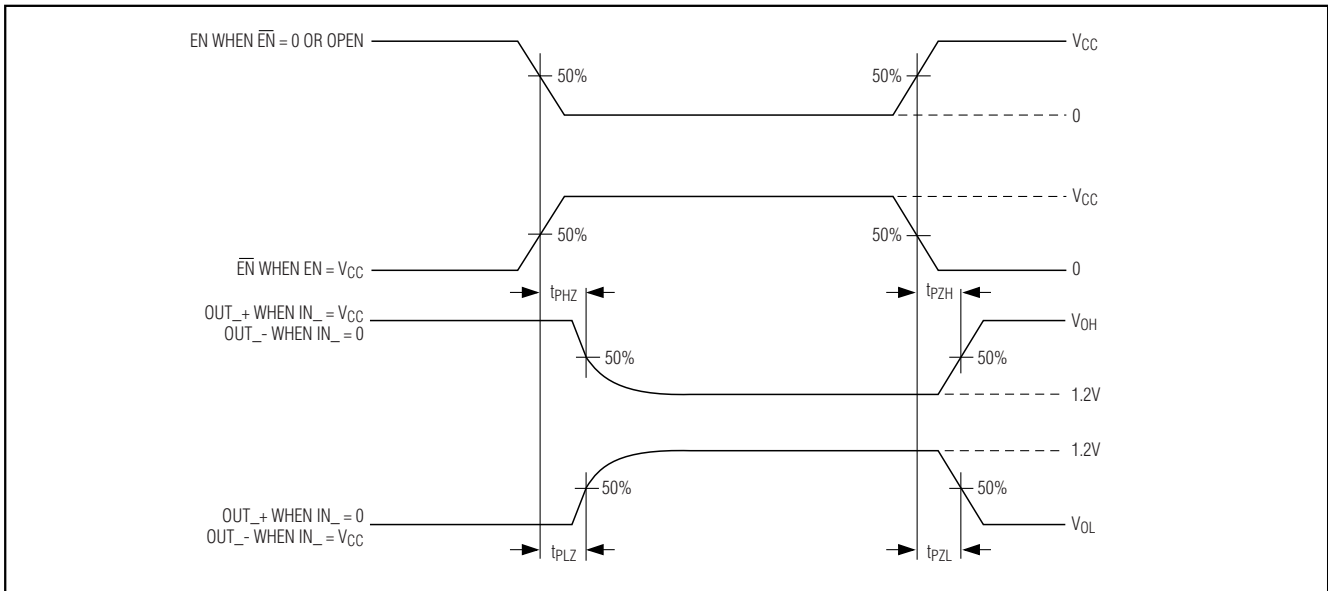 EN WHEN E̅N̅ = 0 OR OPEN
VCC
50%
50%
0
VCC
50%
50%
E̅N̅ WHEN EN = VCC
0
tPHZ
tPZH
OUT_+ WHEN IN_ = VCC
OUT_- WHEN IN_ = 0
VOH
50%
50%
1.2V
1.2V
50%
50%
OUT_+ WHEN IN_ = 0
OUT_- WHEN IN_ = VCC
VOL
tPLZ
tPZL